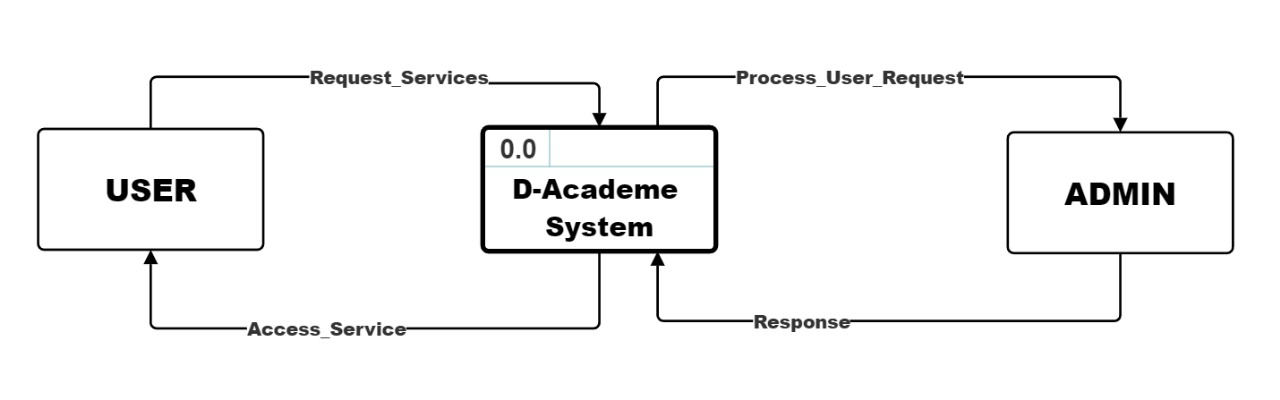 Request_Services
Process_User_Request
USER
0.0
D-Academe
System
ADMIN
Access_Service
Response